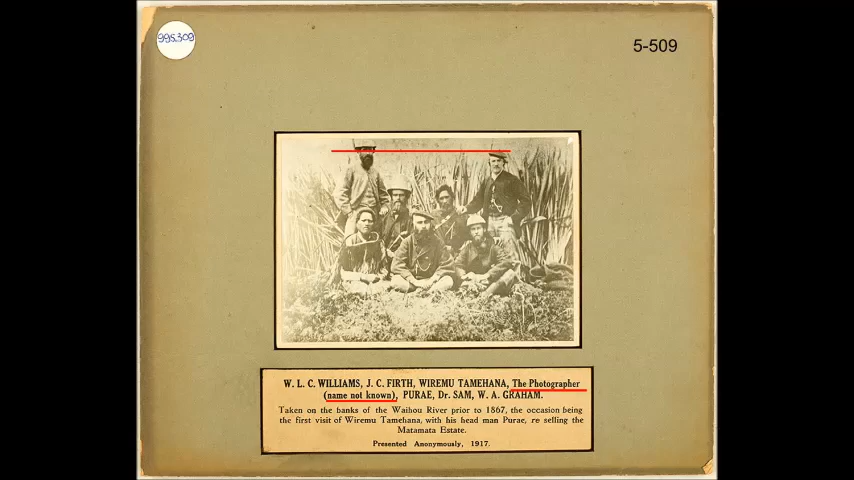 995.309
5-509
W. L. C. WILLIAMS, J. C. FIRTH, WIREMU TAMEHANA, The Photographer
(name not known), PURAE, Dr. SAM, W. A. GRAHAM.
Taken on the banks of the Waihou River prior to 1867, the occasion being
the first visit of Wiremu Tamehana, with his head man Purae, re selling the
Matamata Estate.
Presented Anonymously, 1917.